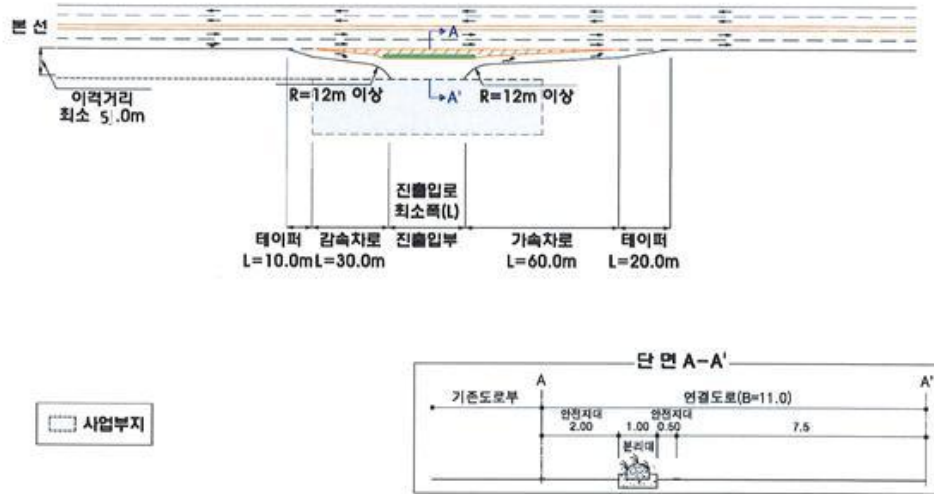 본 선
A
이격거리
최소 5.0m
R=12m 이상
A'
R=12m 이상
진출입로
최소폭(L)
테이퍼 감속차로 진출입부 가속차로 테이퍼
L=10.0m L=30.0m L=60.0m L=20.0m
단 면 A-A'
A A'
기존도로부 연결도로(B=11.0)
안전지대 안전지대
2.00 1.00 0.50 7.5
분리대
사업부지